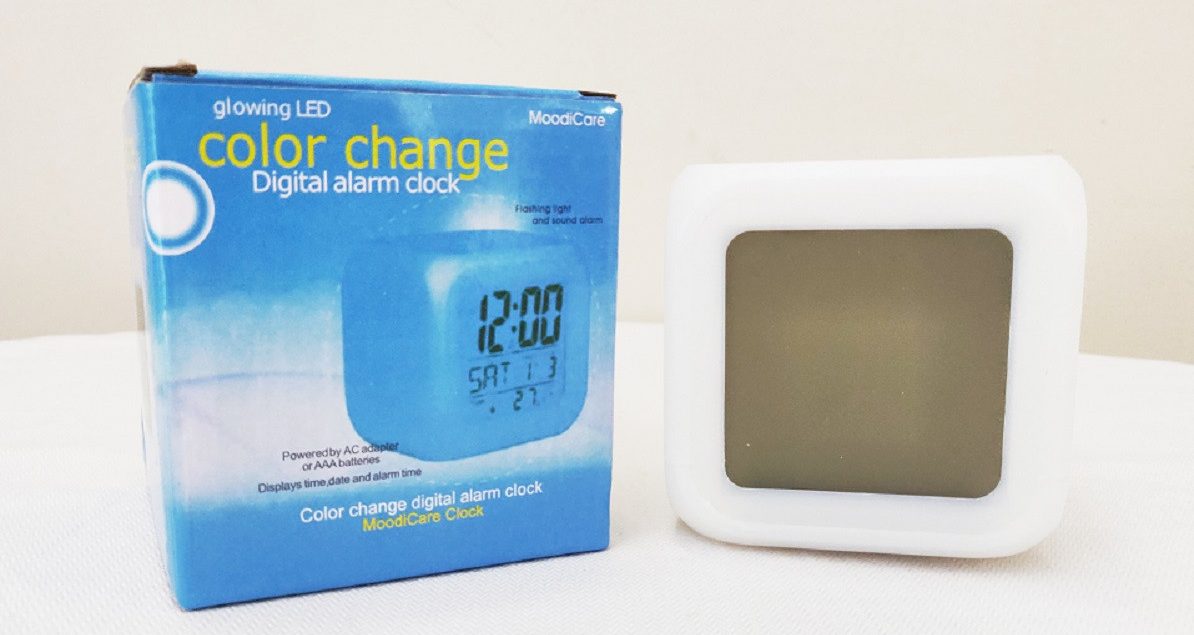 glowing LED
MoodiCare
color change
Digital alarm clock
Flashing light
and sound alarm
12:00
SAT 1 3
27
Powered by AC adapter
or AAA batteries
Displays time,date and alarm time
Color change digital alarm clock
MoodiCare Clock